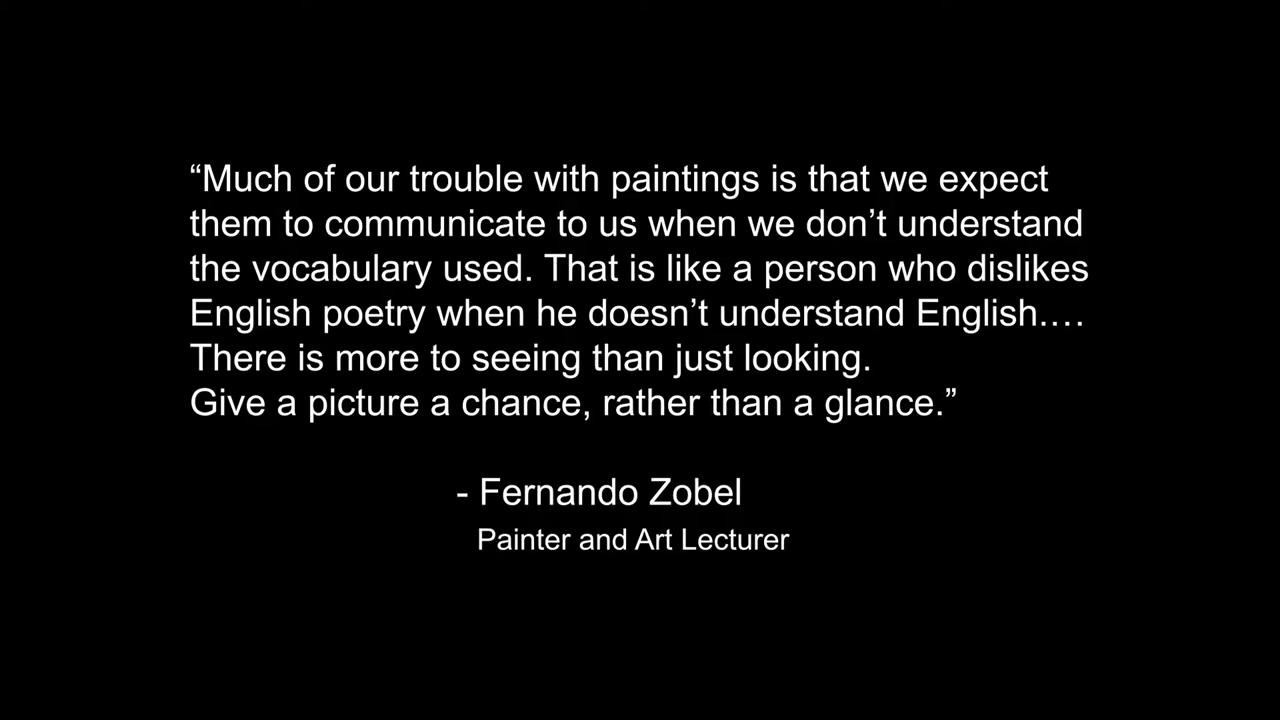 “Much of our trouble with paintings is that we expect
them to communicate to us when we don’t understand
the vocabulary used. That is like a person who dislikes
English poetry when he doesn’t understand English.…
There is more to seeing than just looking.
Give a picture a chance, rather than a glance.”
- Fernando Zobel
Painter and Art Lecturer